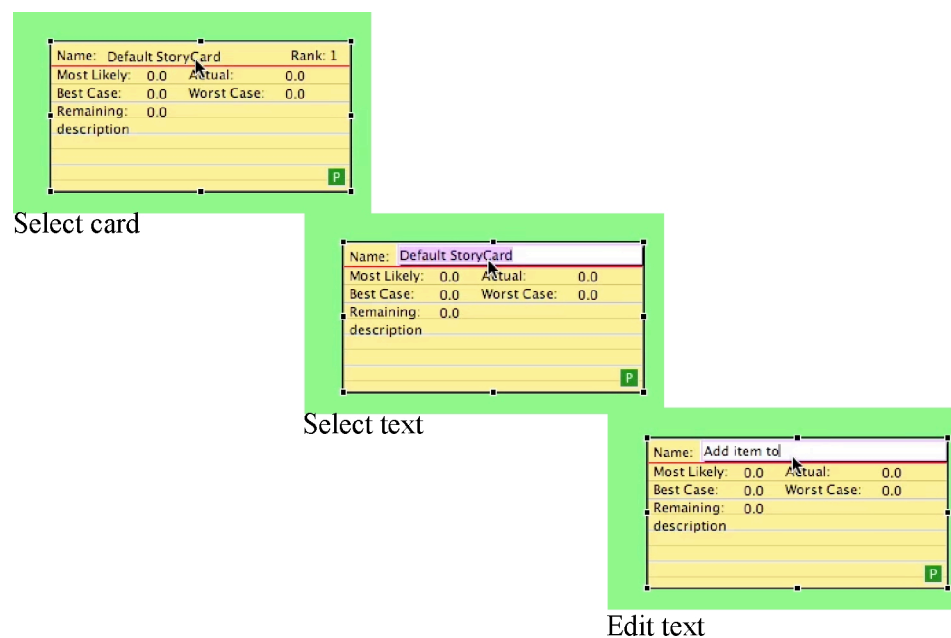 Name: Default StoryCard Rank: 1
Most Likely: 0.0 Actual: 0.0
Best Case: 0.0 Worst Case: 0.0
Remaining: 0.0
description
P
Select card
Name: Default StoryCard
Most Likely: 0.0 Actual: 0.0
Best Case: 0.0 Worst Case: 0.0
Remaining: 0.0
description
P
Select text
Name: Add item to
Most Likely: 0.0 Actual: 0.0
Best Case: 0.0 Worst Case: 0.0
Remaining: 0.0
description
P
Edit text